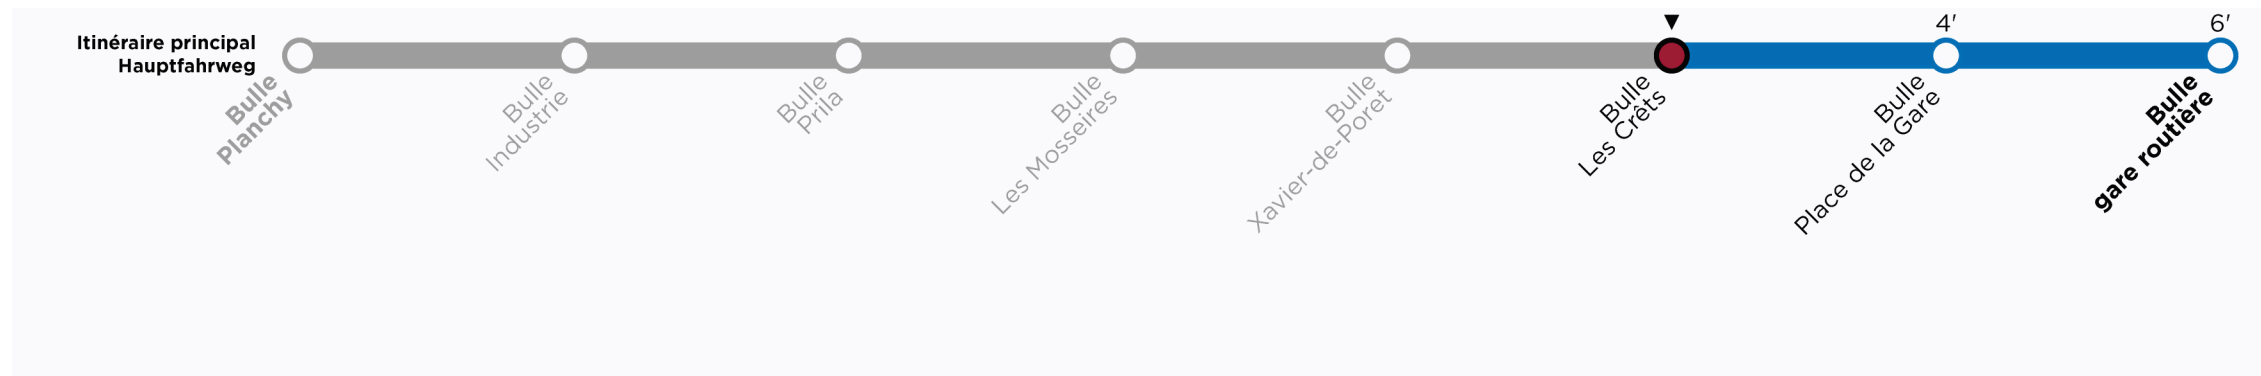 ▼ 4' 6'
Itinéraire principal
Hauptfahrweg
Bulle
Planchy
Bulle
Industrie
Bulle
Prila
Bulle
Les Mosseires
Bulle
Xavier-de-Poret
Bulle
Les Crêts
Bulle
Place de la Gare
Bulle
gare routière